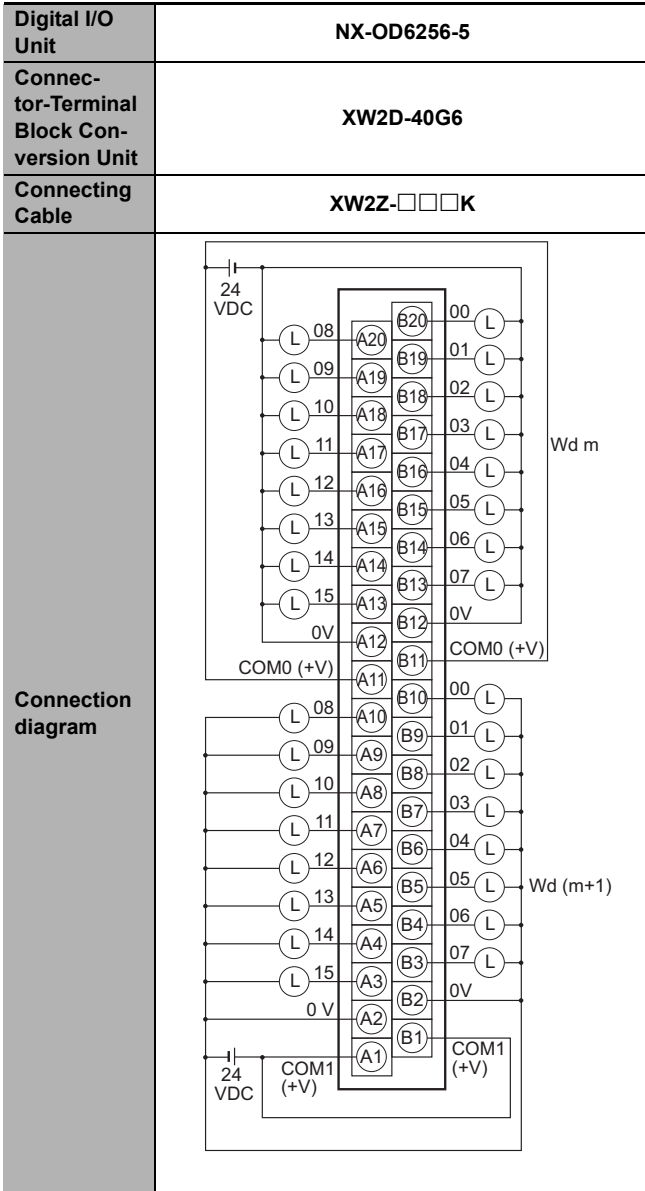 Digital I/O
Unit
NX-OD6256-5
Connec-
tor-Terminal
Block Con-
version Unit
XW2D-40G6
Connecting
Cable
XW2Z-□□□K
Connection
diagram
24
VDC
L 08 A20 B20 00 L
L 09 A19 B19 01 L
L 10 A18 B18 02 L
L 11 A17 B17 03 L
Wd m
L 12 A16 B16 04 L
L 13 A15 B15 05 L
L 14 A14 B14 06 L
L 15 A13 B13 07 L
0V A12 B12 0V
COM0 (+V) A11 B11 COM0 (+V)
L 08 A10 B10 00 L
L 09 A9 B9 01 L
L 10 A8 B8 02 L
L 11 A7 B7 03 L
L 12 A6 B6 04 L
L 13 A5 B5 05 L Wd (m+1)
L 14 A4 B4 06 L
L 15 A3 B3 07 L
0 V A2 B2 0V
24
VDC
COM1
(+V)
A1 B1
COM1
(+V)